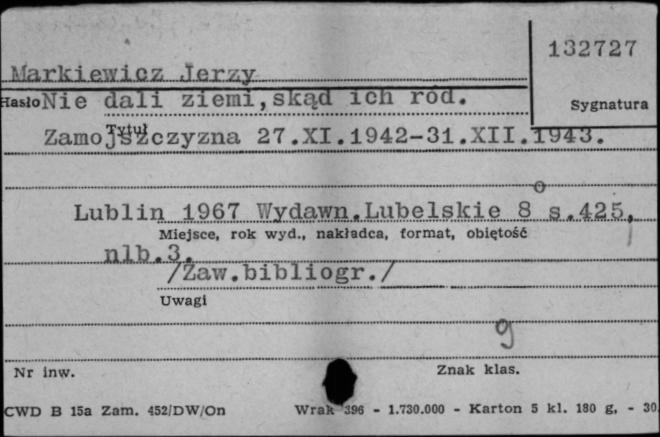 132727
Markiewicz Jerzy
Hasło Nie dali ziemi,skąd ich ród.
Sygnatura
Tytuł
Zamojszczyzna 27.XI.1942-31.XII.1943.
Lublin 1967 Wydawn.Lubelskie 8° s.425,
Miejsce, rok wyd., nakładca, format, objętość
nlb.3.
/Zaw.bibliogr./
Uwagi
g
Nr inw.
Znak klas.
CWD B 15a Zam. 452/DW/On Wrak 396 - 1.730.000 - Karton 5 kl. 180 g, - 30.